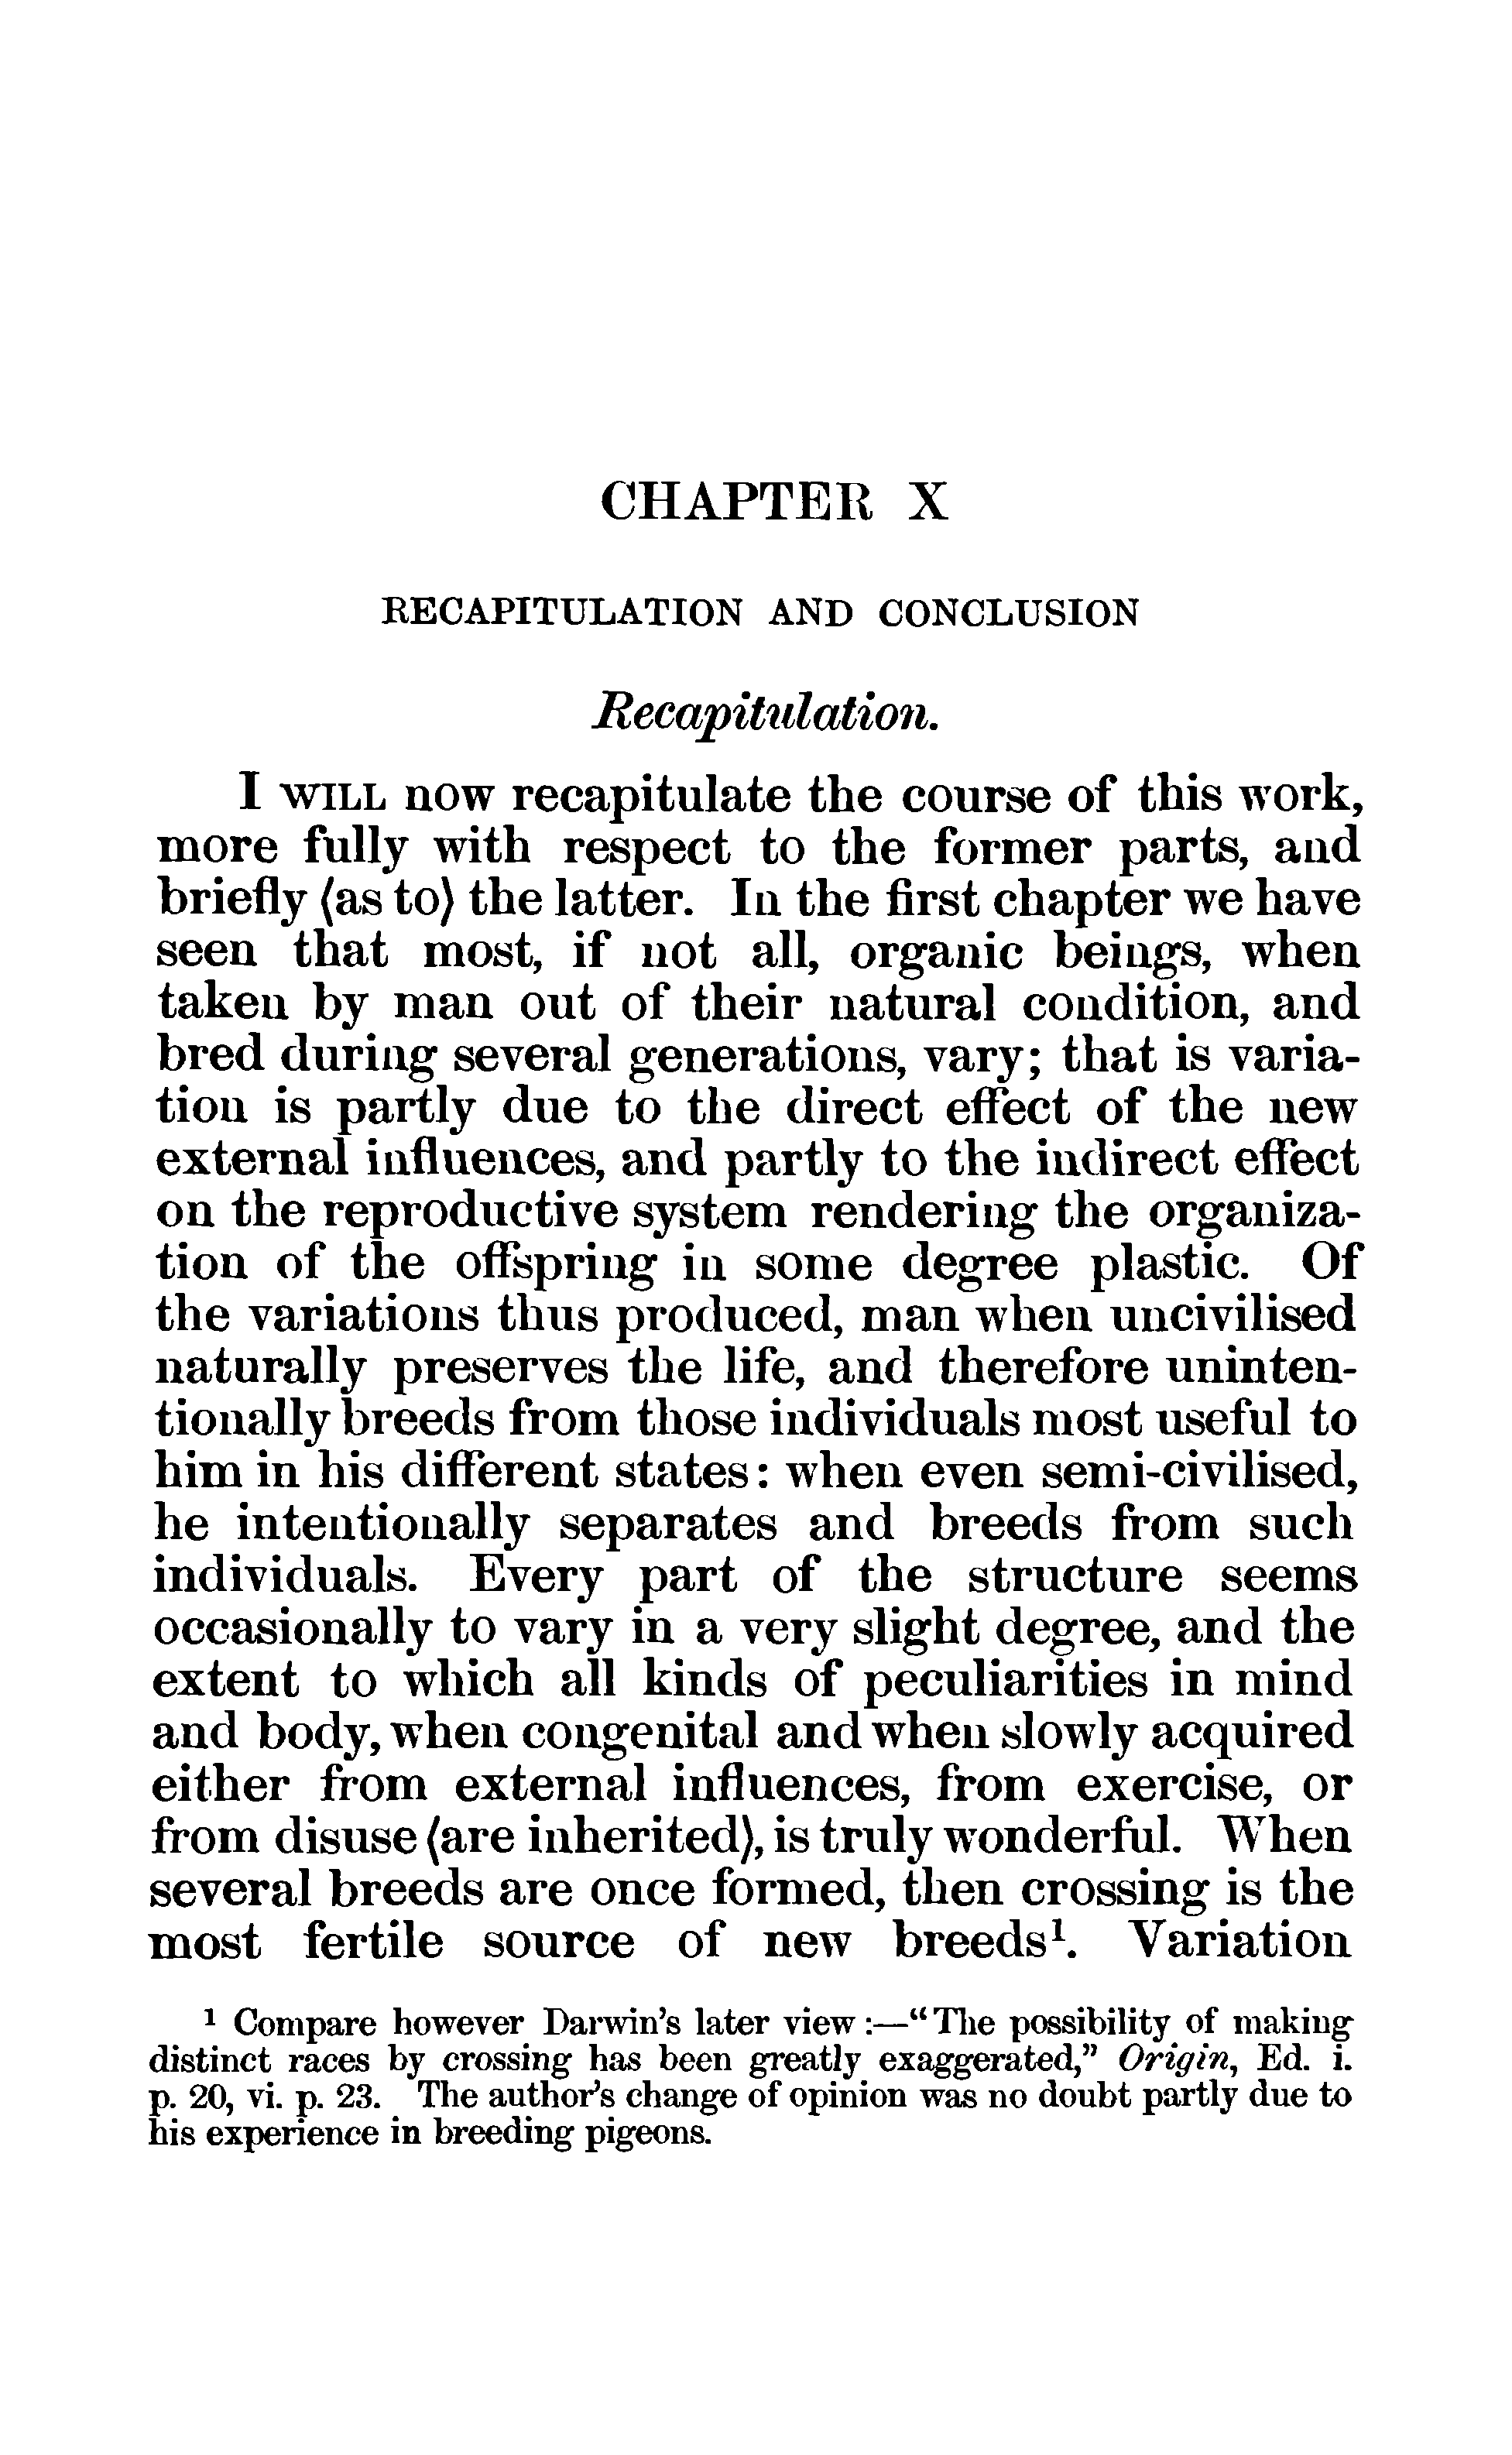 CHAPTER X
RECAPITULATION AND CONCLUSION
Recapitulation.
I WILL now recapitulate the course of this work,
more fully with respect to the former parts, and
briefly ⟨as to⟩ the latter. In the first chapter we have
seen that most, if not all, organic beings, when
taken by man out of their natural condition, and
bred during several generations, vary; that is varia-
tion is partly due to the direct effect of the new
external influences, and partly to the indirect effect
on the reproductive system rendering the organiza-
tion of the offspring in some degree plastic. Of
the variations thus produced, man when uncivilised
naturally preserves the life, and therefore uninten-
tionally breeds from those individuals most useful to
him in his different states: when even semi-civilised,
he intentionally separates and breeds from such
individuals. Every part of the structure seems
occasionally to vary in a very slight degree, and the
extent to which all kinds of peculiarities in mind
and body, when congenital and when slowly acquired
either from external influences, from exercise, or
from disuse ⟨are inherited⟩, is truly wonderful. When
several breeds are once formed, then crossing is the
most fertile source of new breeds¹. Variation
¹ Compare however Darwin's later view:—“The possibility of making
distinct races by crossing has been greatly exaggerated,” Origin, Ed. i.
p. 20, vi. p. 23. The author's change of opinion was no doubt partly due to
his experience in breeding pigeons.